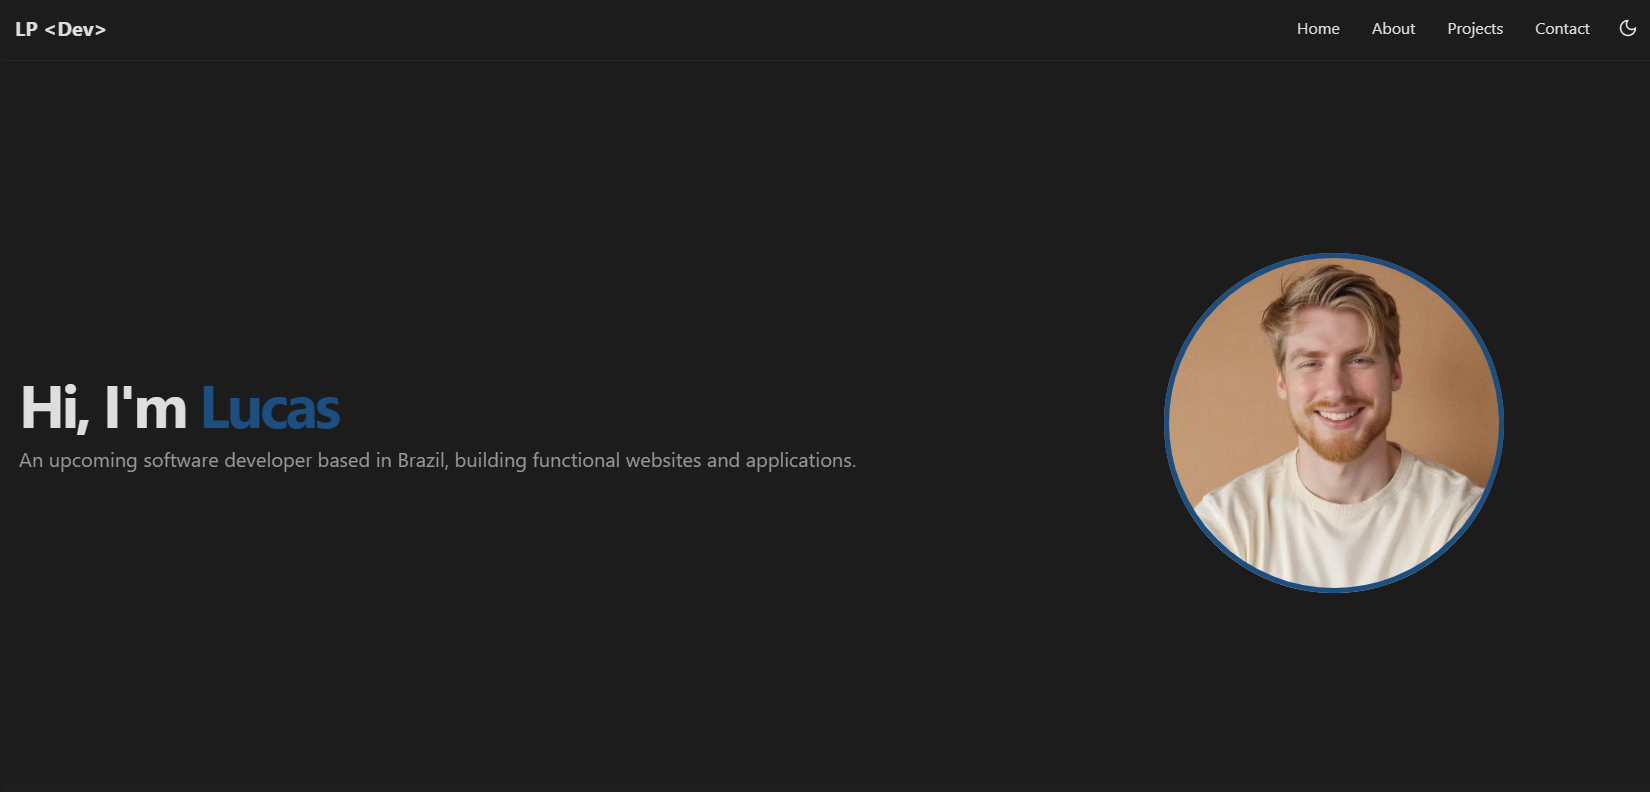 LP <Dev>
Home About Projects Contact
Hi, I'm Lucas
An upcoming software developer based in Brazil, building functional websites and applications.